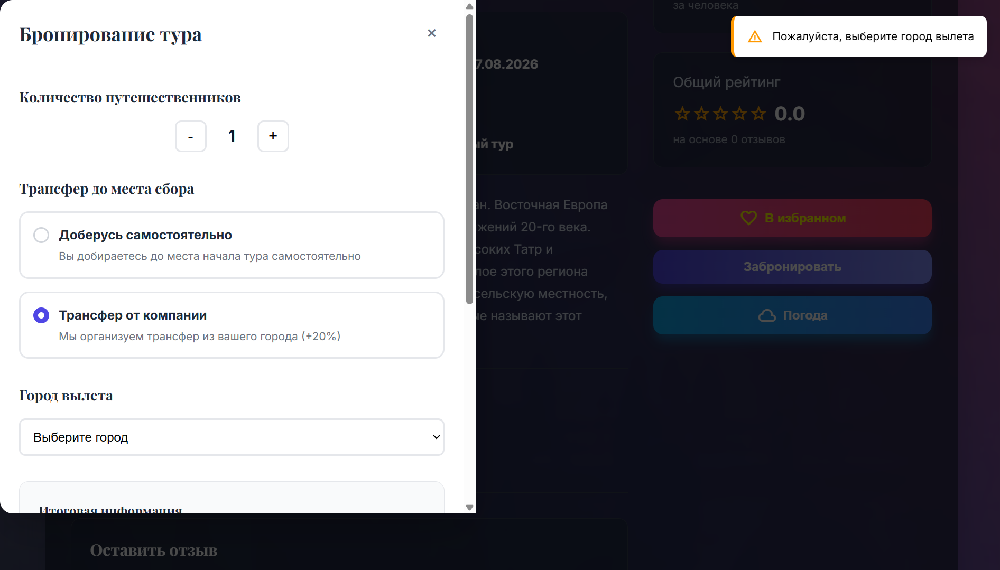 Бронирование тура
×
Количество путешественников
- 1 +
Трансфер до места сбора
Доберусь самостоятельно
Вы добираетесь до места начала тура самостоятельно
Трансфер от компании
Мы организуем трансфер из вашего города (+20%)
Город вылета
Выберите город
Итоговая информация
7.08.2026
ый тур
ан. Восточная Европа
жений 20-го века.
соких Татр и
лое этого региона
сельскую местность,
ые называют этот
Оставить отзыв
за человека
Пожалуйста, выберите город вылета
Общий рейтинг
0.0
на основе 0 отзывов
В избранном
Забронировать
Погода